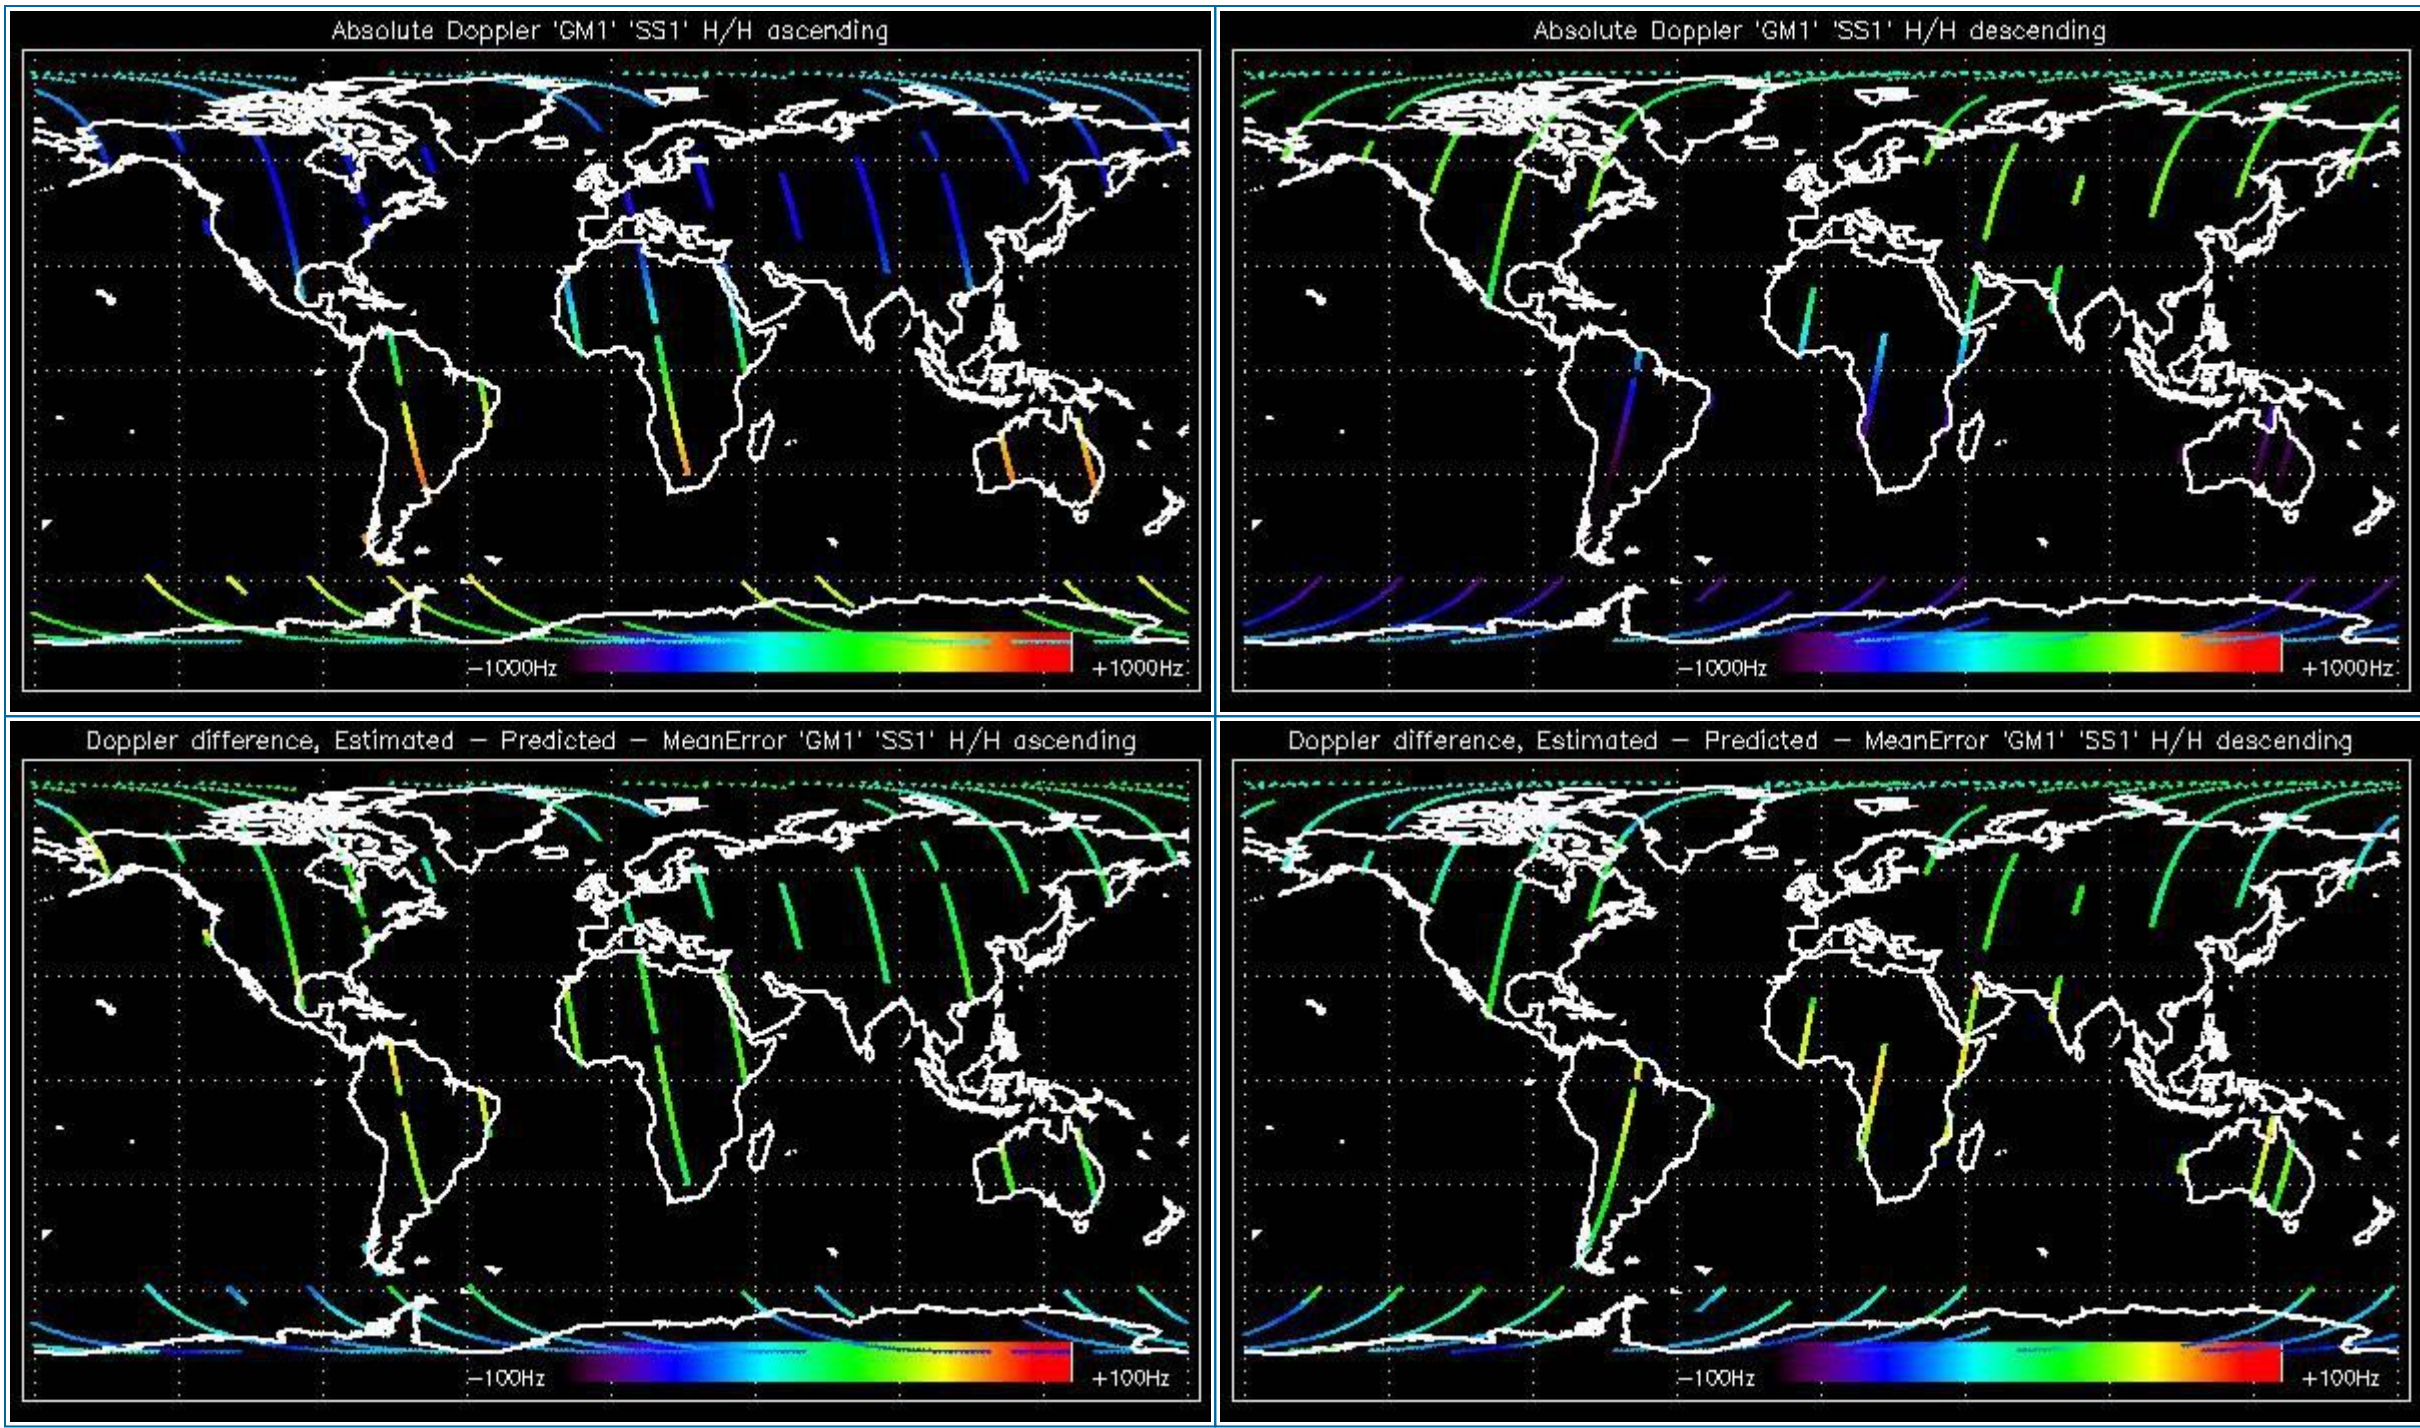 Absolute Doppler 'GM1' 'SS1' H/H ascending
−1000Hz +1000Hz
Absolute Doppler 'GM1' 'SS1' H/H descending
−1000Hz +1000Hz
Doppler difference, Estimated − Predicted − MeanError 'GM1' 'SS1' H/H ascending
−100Hz +100Hz
Doppler difference, Estimated − Predicted − MeanError 'GM1' 'SS1' H/H descending
−100Hz +100Hz